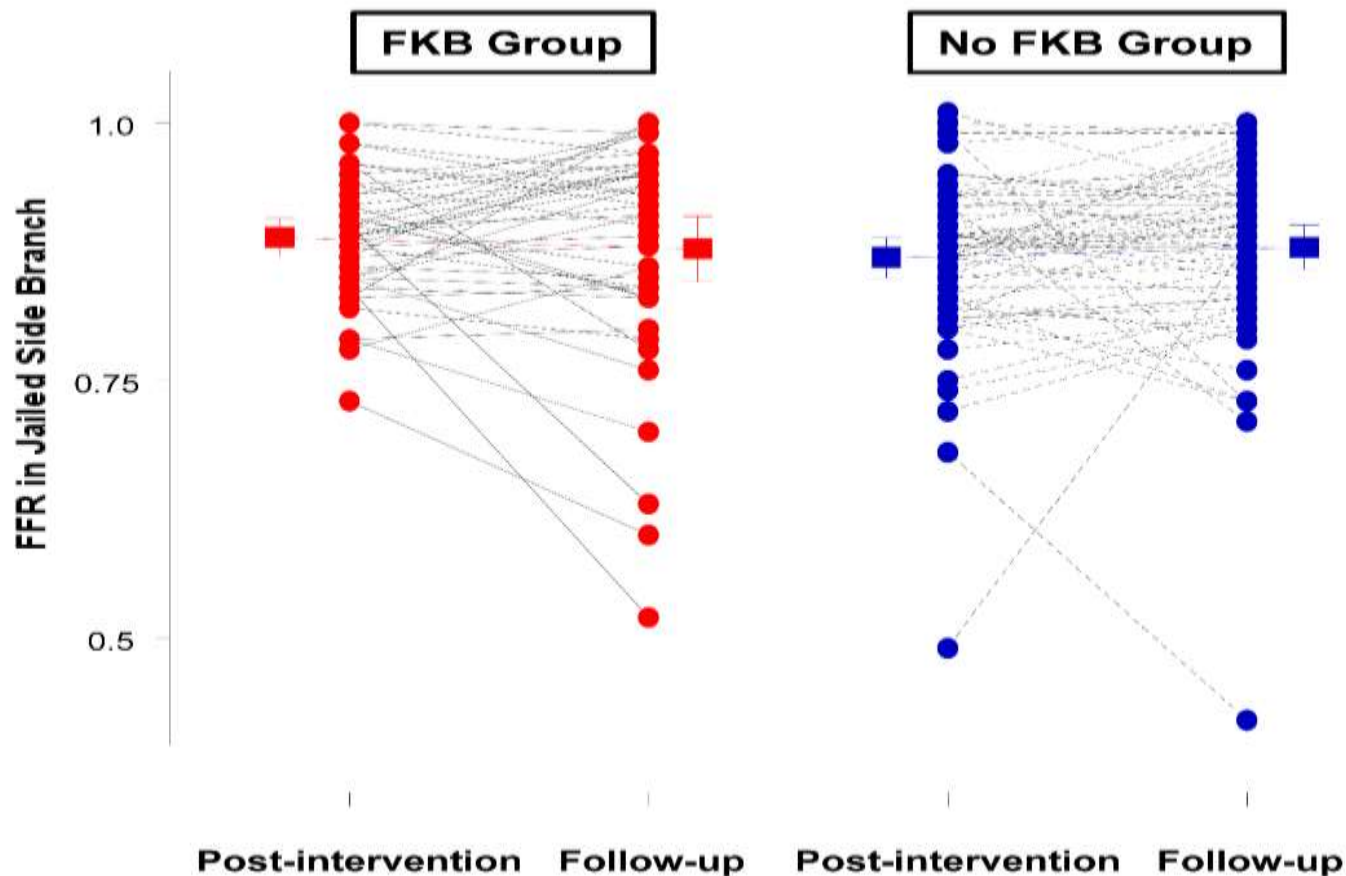 FKB Group
No FKB Group
FFR in Jailed Side Branch
1.0
0.75
0.5
Post-intervention
Follow-up
Post-intervention
Follow-up